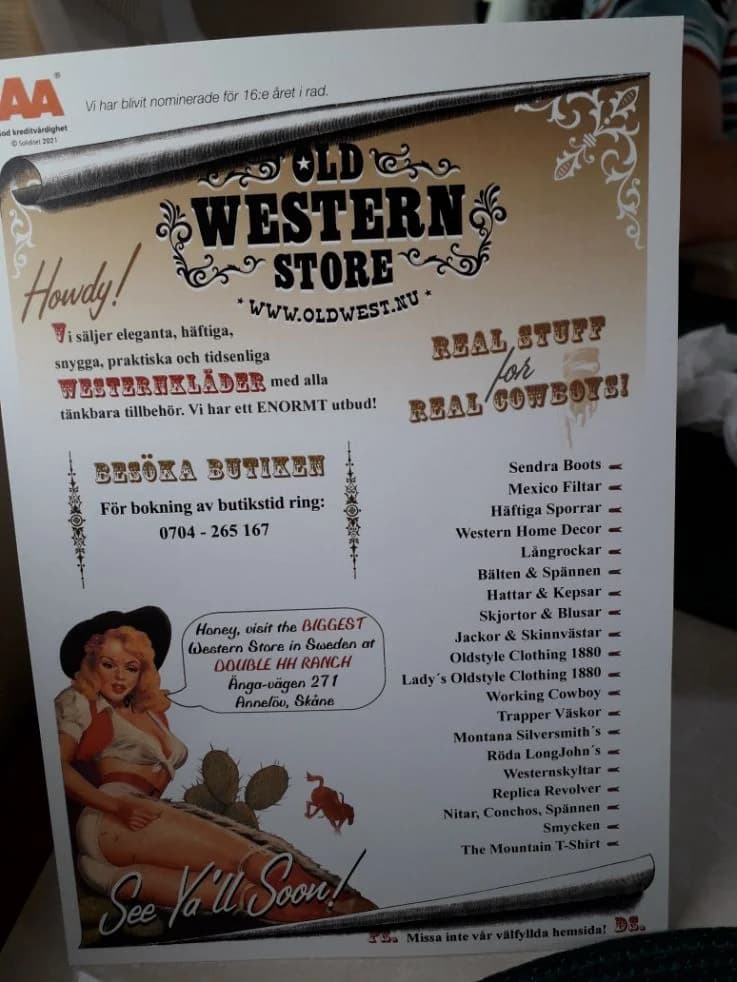 AA
God kreditvärdighet
© Soliditet 2021
Vi har blivit nominerade för 16:e året i rad.
OLD
WESTERN
STORE
* WWW.OLDWEST.NU *
Howdy!
Vi säljer eleganta, häftiga,
snygga, praktiska och tidsenliga
WESTERNKLÄDER med alla
tänkbara tillbehör. Vi har ett ENORMT utbud!
REAL STUFF
for
REAL COWBOYS!
BESÖKA BUTIKEN
För bokning av butikstid ring:
0704 - 265 167
Sendra Boots
Mexico Filtar
Häftiga Sporrar
Western Home Decor
Långrockar
Bälten & Spännen
Hattar & Kepsar
Skjortor & Blusar
Jackor & Skinnvästar
Oldstyle Clothing 1880
Lady´s Oldstyle Clothing 1880
Working Cowboy
Trapper Väskor
Montana Silversmith´s
Röda LongJohn´s
Westernskyltar
Replica Revolver
Nitar, Conchos, Spännen
Smycken
The Mountain T-Shirt
Honey, visit the BIGGEST
Western Store in Sweden at
DOUBLE HH RANCH
Änga-vägen 271
Annelöv, Skåne
See Ya'll Soon!
PS. Missa inte vår välfyllda hemsida! DS.